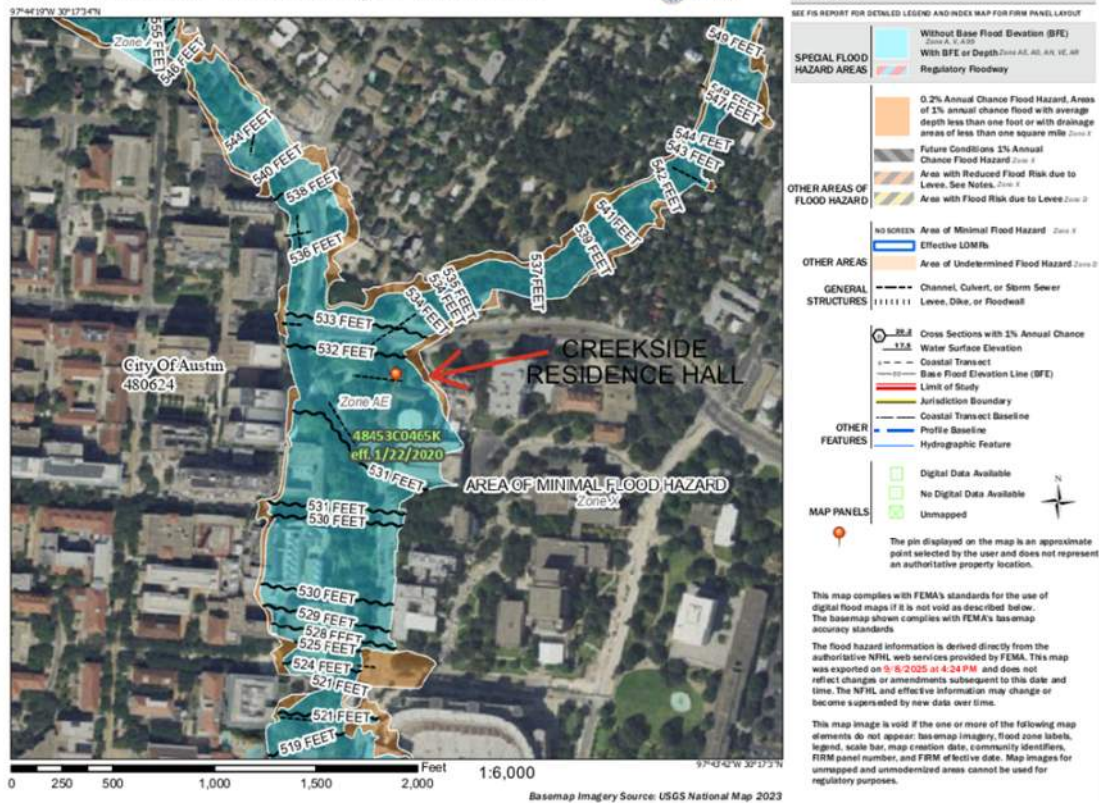 97°44'19"W 30°17'34"N
555 FEET
546 FEET
544 FEET
540 FEET
538 FEET
536 FEET
533 FEET
532 FEET
549 FEET
549 FEET
547 FEET
544 FEET
543 FEET
542 FEET
541 FEET
539 FEET
537 FEET
535 FEET
534 FEET
534 FEET
City Of Austin
480624
CREEKSIDE
RESIDENCE HALL
Zone AE
48453C0465K
eff. 1/22/2020
531 FEET
AREA OF MINIMAL FLOOD HAZARD
Zone X
531 FEET
530 FEET
530 FEET
529 FEET
528 FEET
525 FEET
524 FEET
521 FEET
521 FEET
519 FEET
97°43'42"W 30°17'3"N
0 250 500 1,000 1,500 2,000 Feet 1:6,000
Basemap Imagery Source: USGS National Map 2023
SEE FIS REPORT FOR DETAILED LEGEND AND INDEX MAP FOR FIRM PANEL LAYOUT
SPECIAL FLOOD
HAZARD AREAS
Without Base Flood Elevation (BFE)
Zone A, V, A99
With BFE or Depth Zone AE, AO, AH, VE, AR
Regulatory Floodway
OTHER AREAS OF
FLOOD HAZARD
0.2% Annual Chance Flood Hazard, Areas
of 1% annual chance flood with average
depth less than one foot or with drainage
areas of less than one square mile Zone X
Future Conditions 1% Annual
Chance Flood Hazard Zone X
Area with Reduced Flood Risk due to
Levee. See Notes. Zone X
Area with Flood Risk due to Levee Zone D
OTHER AREAS
NO SCREEN Area of Minimal Flood Hazard Zone X
Effective LOMRs
Area of Undetermined Flood Hazard Zone D
GENERAL
STRUCTURES
Channel, Culvert, or Storm Sewer
Levee, Dike, or Floodwall
OTHER
FEATURES
20.2 Cross Sections with 1% Annual Chance
17.5 Water Surface Elevation
Coastal Transect
Base Flood Elevation Line (BFE)
Limit of Study
Jurisdiction Boundary
Coastal Transect Baseline
Profile Baseline
Hydrographic Feature
MAP PANELS
Digital Data Available
No Digital Data Available
Unmapped
N
The pin displayed on the map is an approximate
point selected by the user and does not represent
an authoritative property location.
This map complies with FEMA's standards for the use of
digital flood maps if it is not void as described below.
The basemap shown complies with FEMA's basemap
accuracy standards
The flood hazard information is derived directly from the
authoritative NFHL web services provided by FEMA. This map
was exported on 9/8/2025 at 4:24 PM and does not
reflect changes or amendments subsequent to this date and
time. The NFHL and effective information may change or
become superseded by new data over time.
This map image is void if the one or more of the following map
elements do not appear: basemap imagery, flood zone labels,
legend, scale bar, map creation date, community identifiers,
FIRM panel number, and FIRM effective date. Map images for
unmapped and unmodernized areas cannot be used for
regulatory purposes.